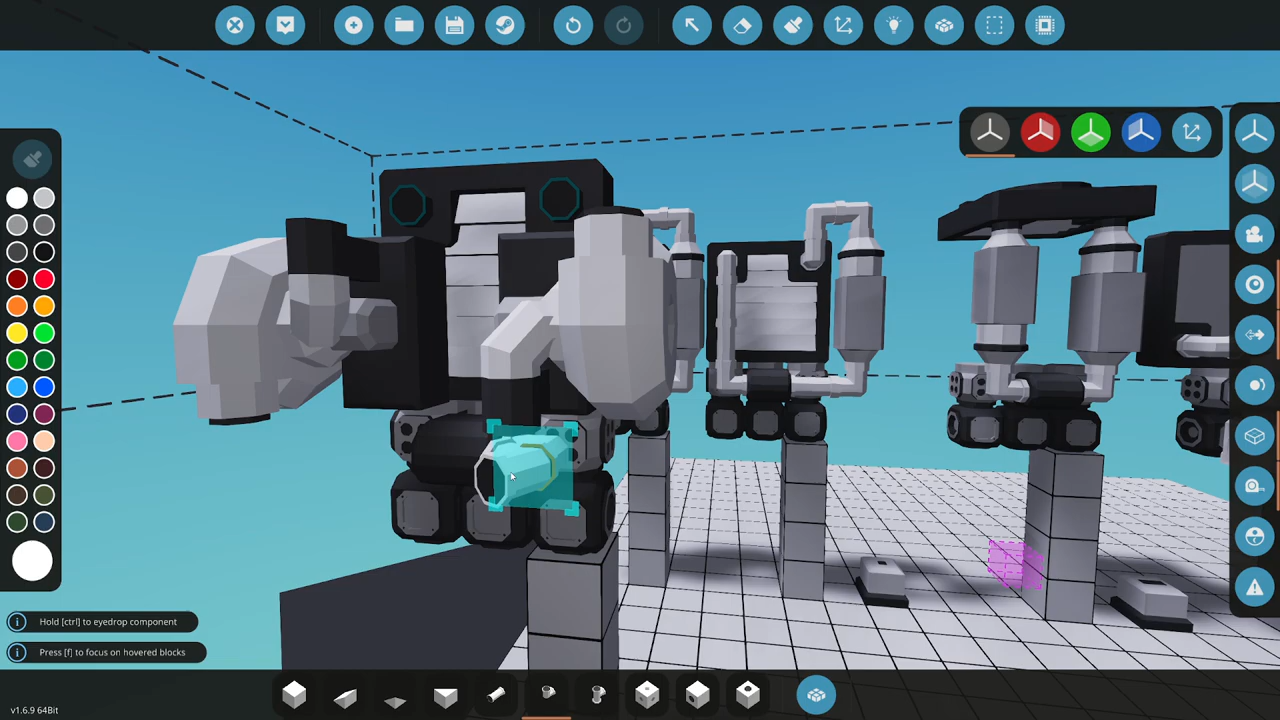 Hold [ctrl] to eyedrop component
Press [f] to focus on hovered blocks
v1.6.9 64Bit